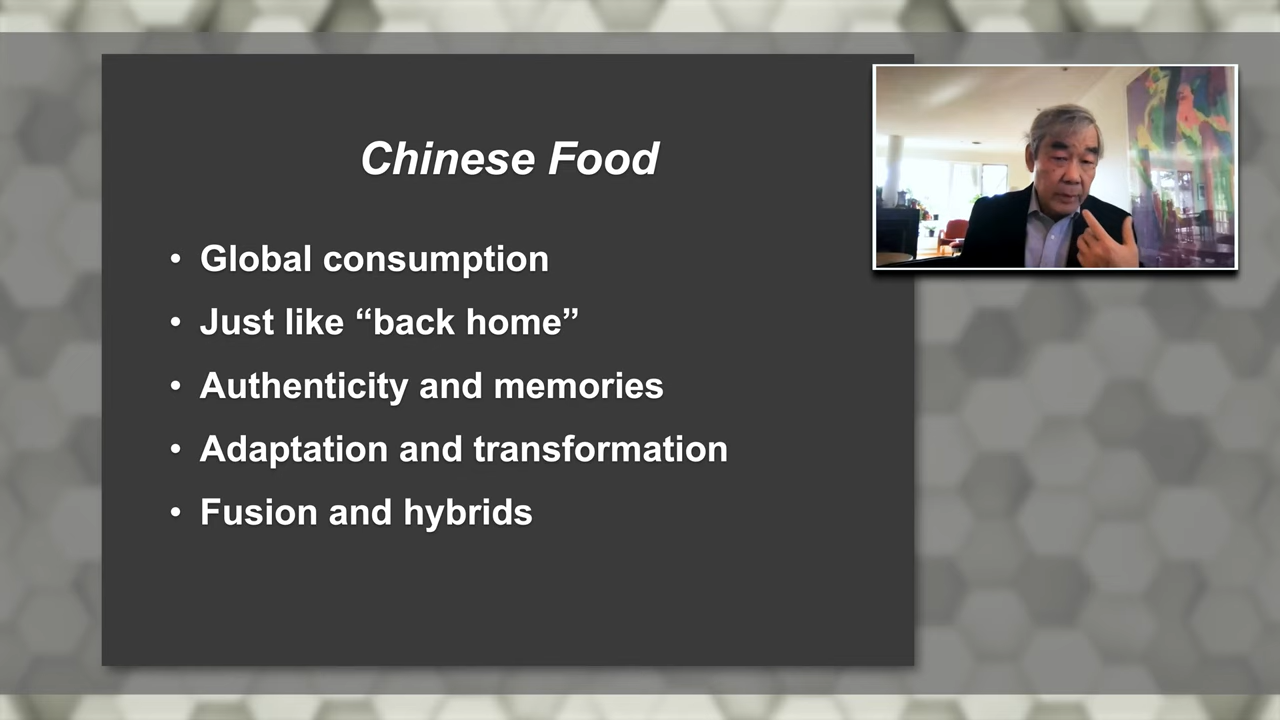 Chinese Food
• Global consumption
• Just like “back home”
• Authenticity and memories
• Adaptation and transformation
• Fusion and hybrids